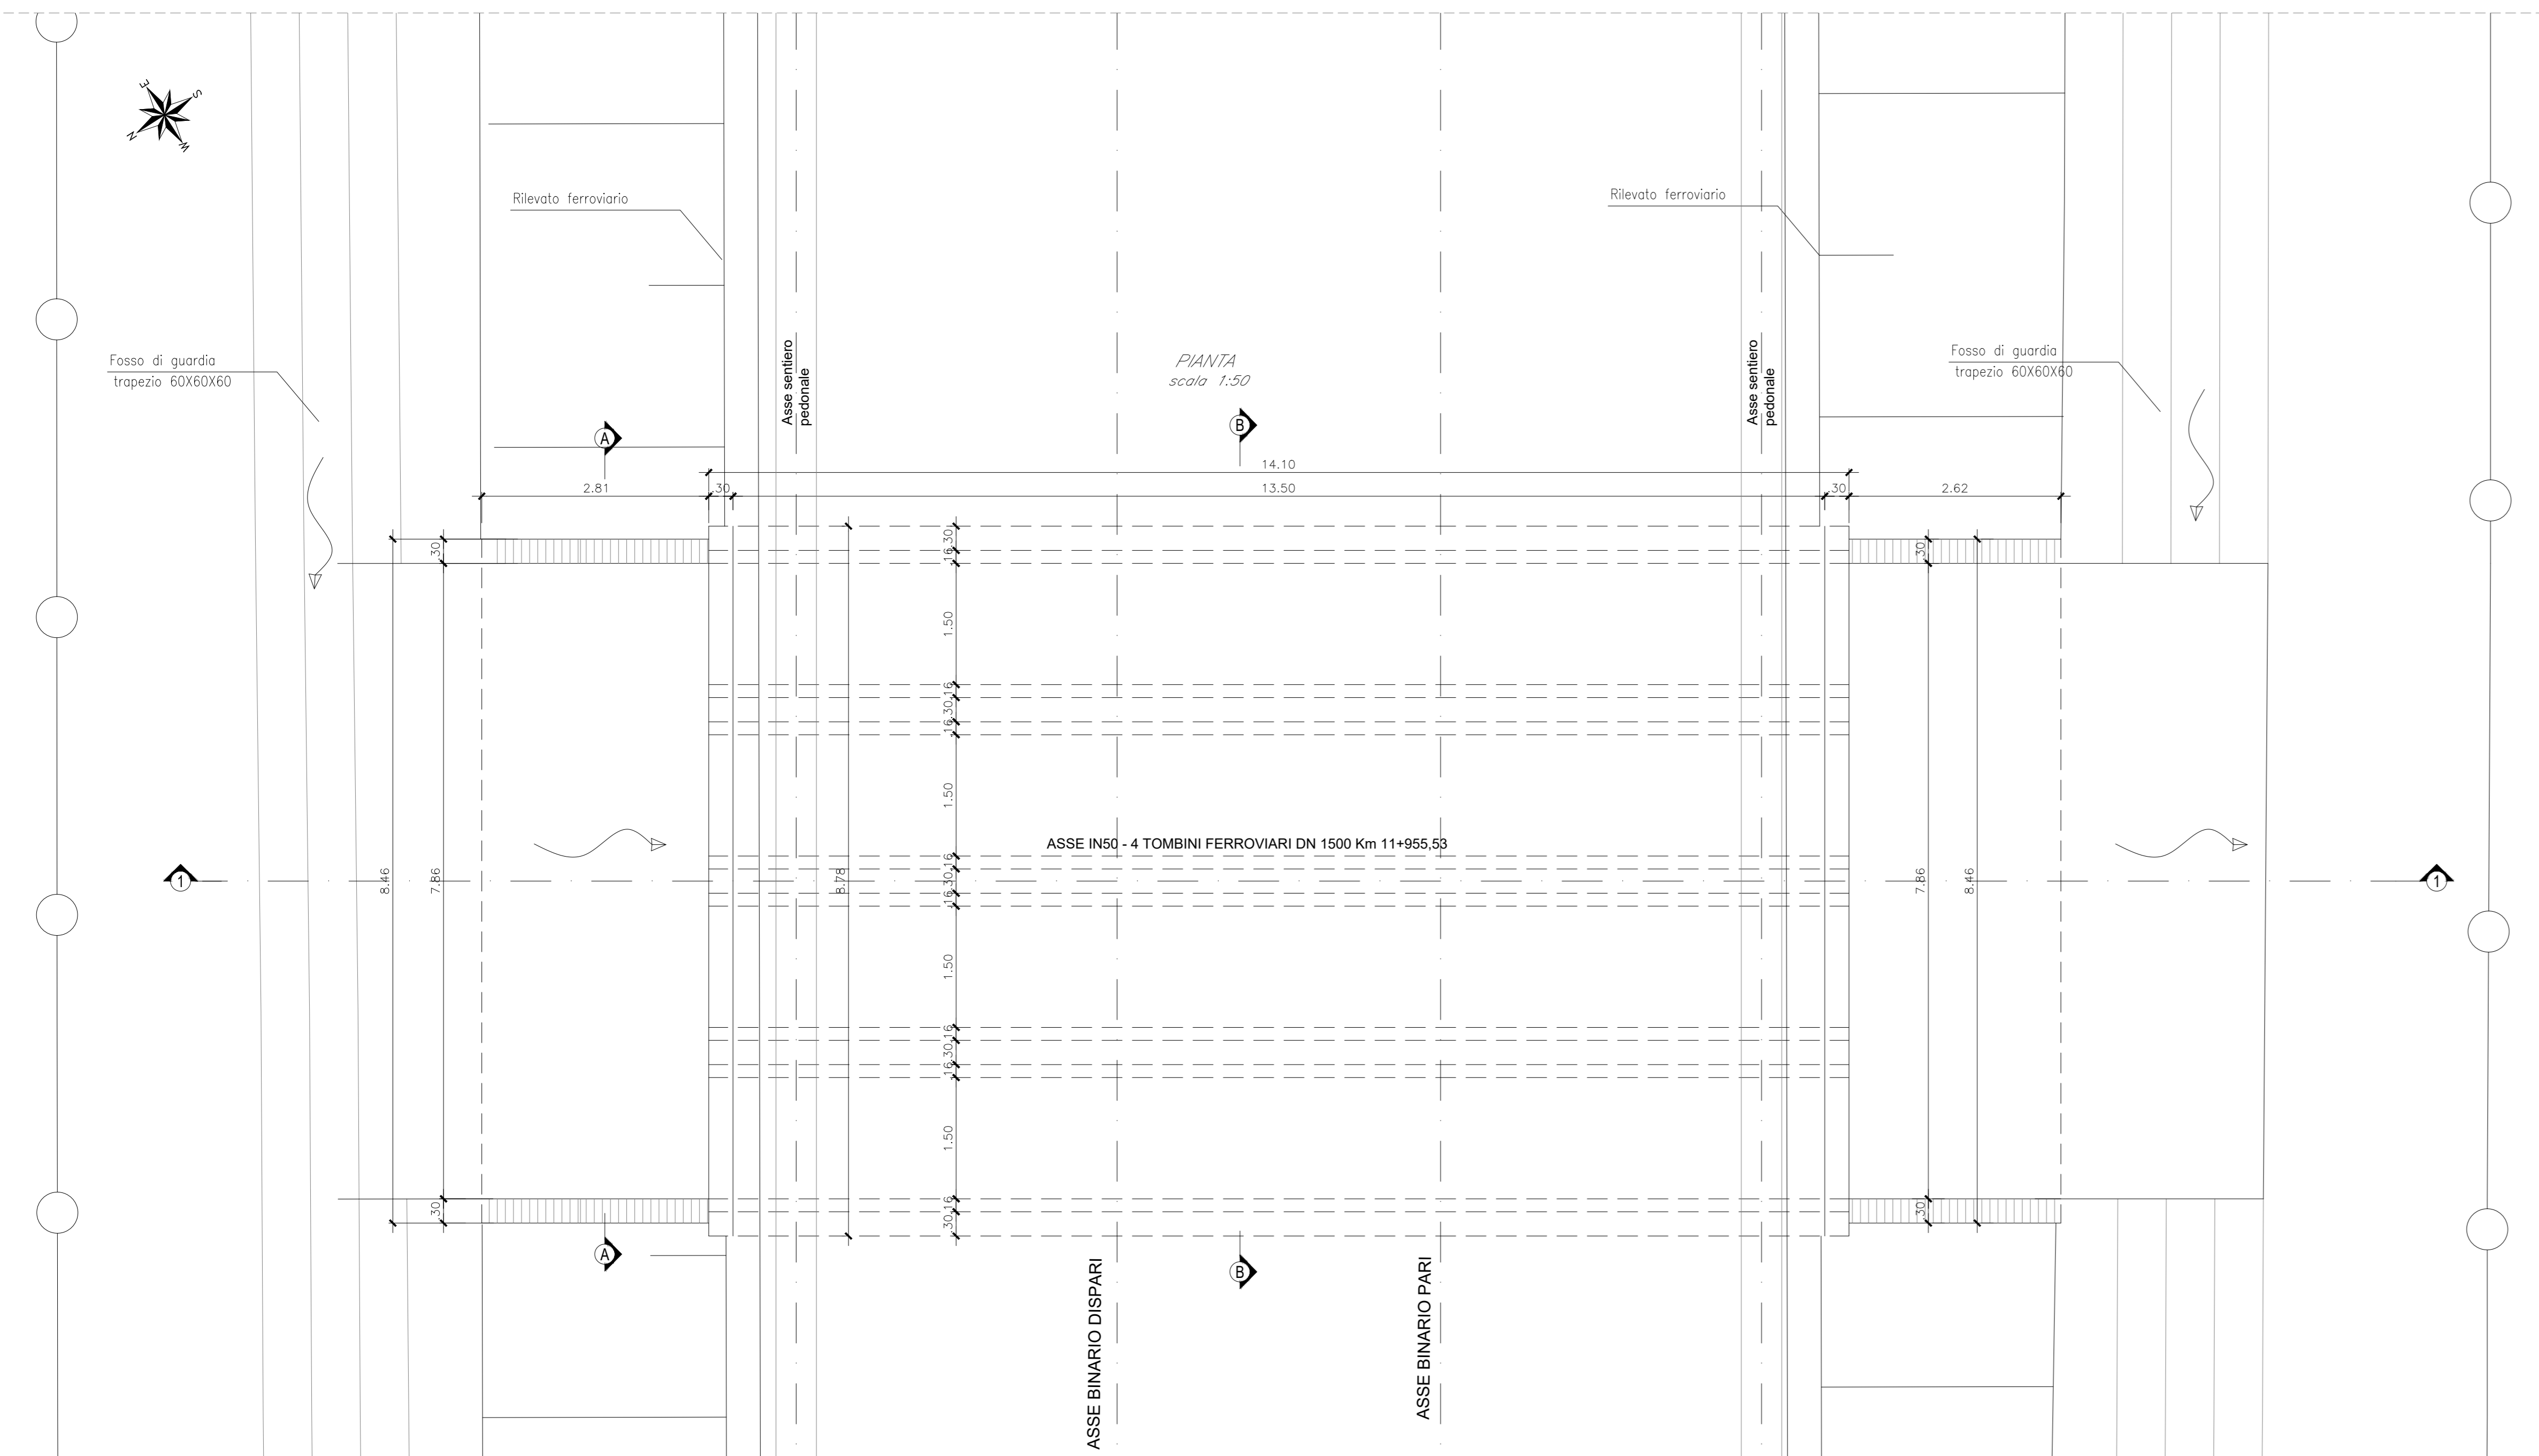 E
S
N
W
Rilevato ferroviario
Rilevato ferroviario
Fosso di guardia
trapezio 60X60X60
Asse sentiero
pedonale
PIANTA
scala 1:50
Asse sentiero
pedonale
Fosso di guardia
trapezio 60X60X60
A
B
14.10
2.81
.30
13.50
.30
2.62
.30
.30
.16
.30
1.50
.16
.30
.16
1.50
ASSE IN50 - 4 TOMBINI FERROVIARI DN 1500 Km 11+955,53
.16
.30
.16
1
8.46
7.86
8.78
7.86
8.46
1
1.50
.16
.30
.16
1.50
.30
.16
.30
.30
A
B
ASSE BINARIO DISPARI
ASSE BINARIO PARI